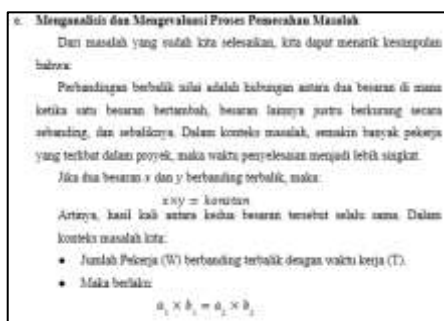 e. Menganalisis dan Mengevaluasi Proses Pemecahan Masalah
Dari masalah yang sudah kita selesaikan, kita dapat menarik kesimpulan
bahwa:
Perbandingan berbalik nilai adalah hubungan antara dua besaran di mana
ketika satu besaran bertambah, besaran lainnya justru berkurang secara
sebanding, dan sebaliknya. Dalam konteks masalah, semakin banyak pekerja
yang terlibat dalam proyek, maka waktu penyelesaian menjadi lebih singkat.
Jika dua besaran x dan y berbanding terbalik, maka:
x×y = konstan
Artinya, hasil kali antara kedua besaran tersebut selalu sama. Dalam
konteks masalah kita:
• Jumlah Pekerja (W) berbanding terbalik dengan waktu kerja (T).
• Maka berlaku:
a₁ × b₁ = a₂ × b₂